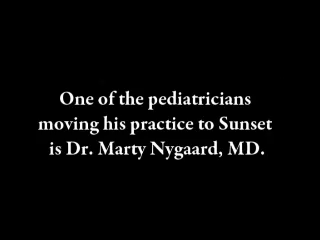 One of the pediatricians
moving his practice to Sunset
is Dr. Marty Nygaard, MD.